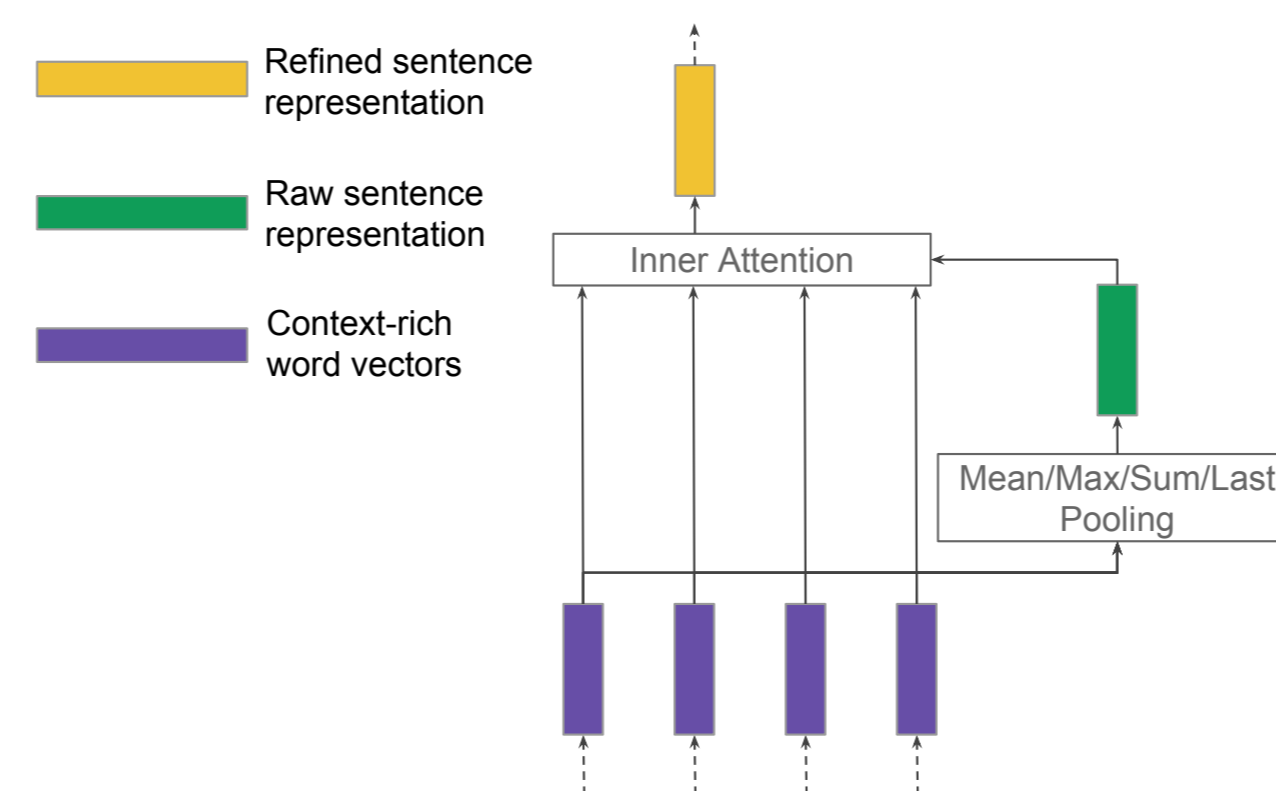 Refined sentence
representation
Raw sentence
representation
Context-rich
word vectors
Inner Attention
Mean/Max/Sum/Last
Pooling